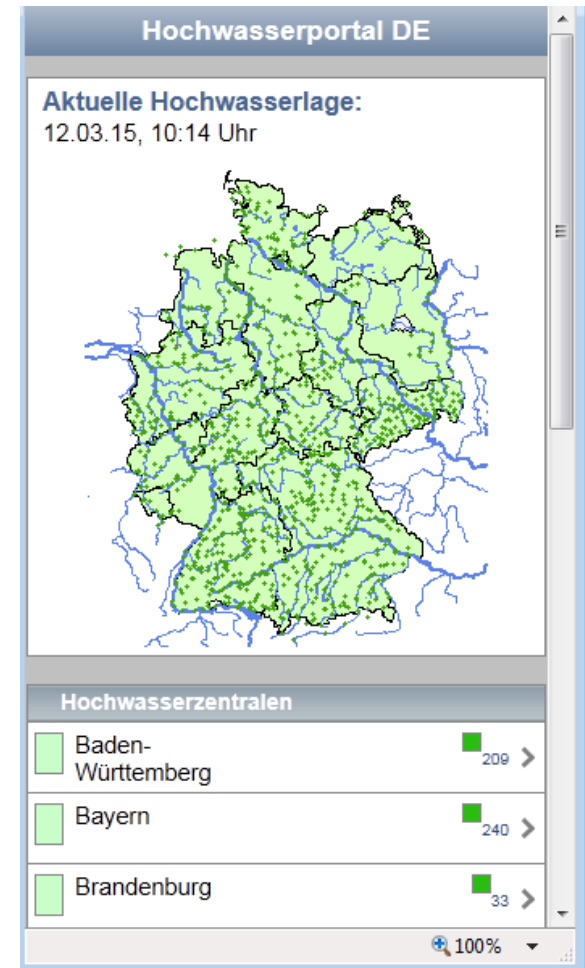 Hochwasserportal DE
Aktuelle Hochwasserlage:
12.03.15, 10:14 Uhr
Hochwasserzentralen
Baden-
Württemberg
209
Bayern
240
Brandenburg
33
100%